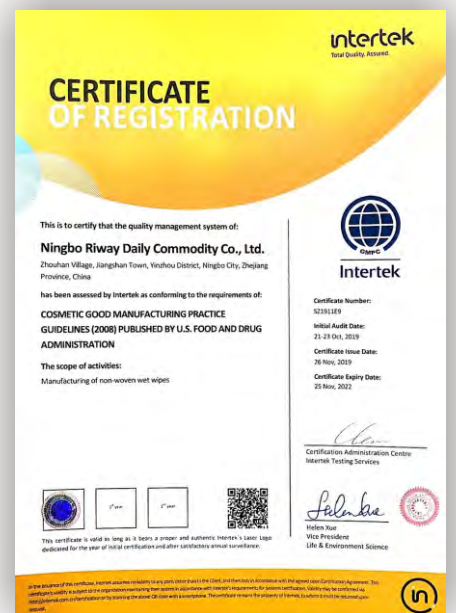 intertek
Total Quality. Assured.
CERTIFICATE
OF REGISTRATION
This is to certify that the quality management system of:
Ningbo Riway Daily Commodity Co., Ltd.
Zhouhan Village, Jiangshan Town, Yinzhou District, Ningbo City, Zhejiang
Province, China
has been assessed by Intertek as conforming to the requirements of:
COSMETIC GOOD MANUFACTURING PRACTICE
GUIDELINES (2008) PUBLISHED BY U.S. FOOD AND DRUG
ADMINISTRATION
The scope of activities:
Manufacturing of non-woven wet wipes
GMPC
Intertek
Certificate Number:
Initial Audit Date:
21-23 Oct, 2019
Certificate Issue Date:
26 Nov, 2019
Certificate Expiry Date:
25 Nov, 2022
Certification Administration Centre
Intertek Testing Services
Helen Xue
Vice President
Life & Environment Science
This certificate is valid as long as it bears a proper and authentic Intertek's Laser Logo
dedicated for the year of initial certification and after satisfactory annual surveillance.
in